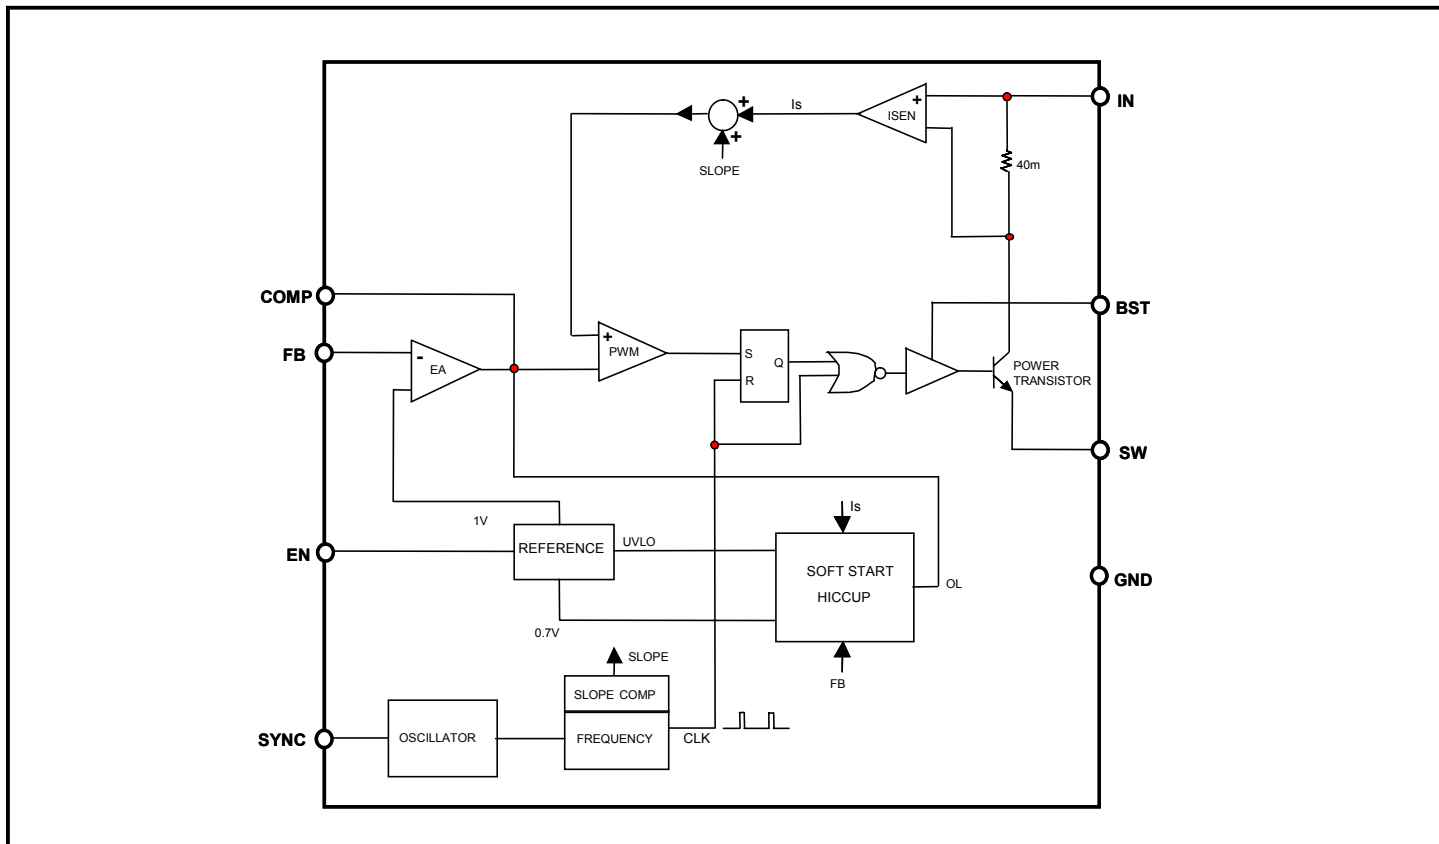 IN
+
ISEN
Is
+
+
SLOPE
40m
COMP
BST
FB
-
EA
+
PWM
S
R
Q
POWER
TRANSISTOR
SW
1V
Is
EN
REFERENCE
UVLO
SOFT START
HICCUP
OL
GND
0.7V
SLOPE
FB
SLOPE COMP
SYNC
OSCILLATOR
FREQUENCY
CLK